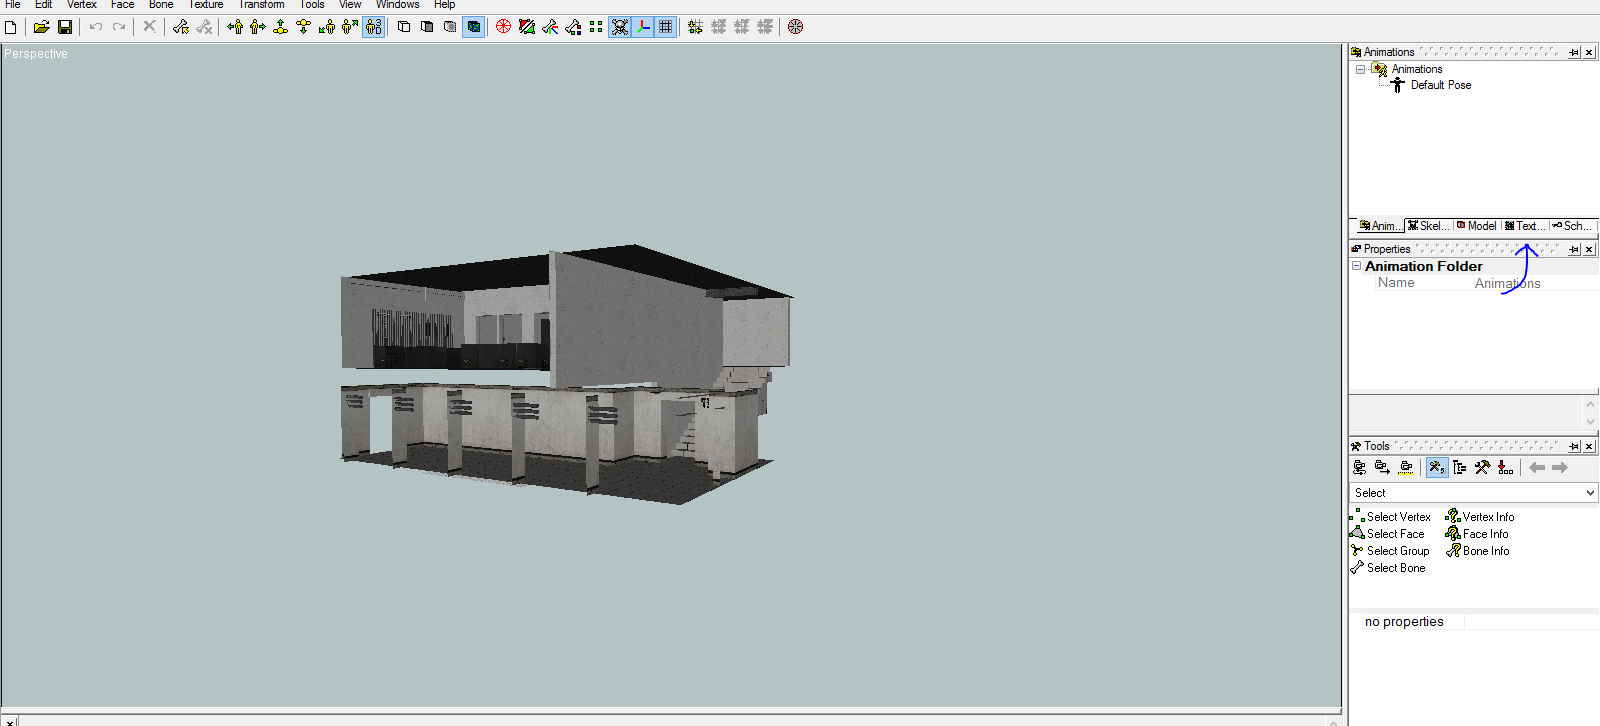 File Edit Vertex Face Bone Texture Transform Tools View Windows Help
Perspective
Animations
Animations
Default Pose
Anim... Skel... Model Text... Sch...
Properties
Animation Folder
Name Animations
Tools
Select
Select Vertex Vertex Info
Select Face Face Info
Select Group Bone Info
Select Bone
no properties